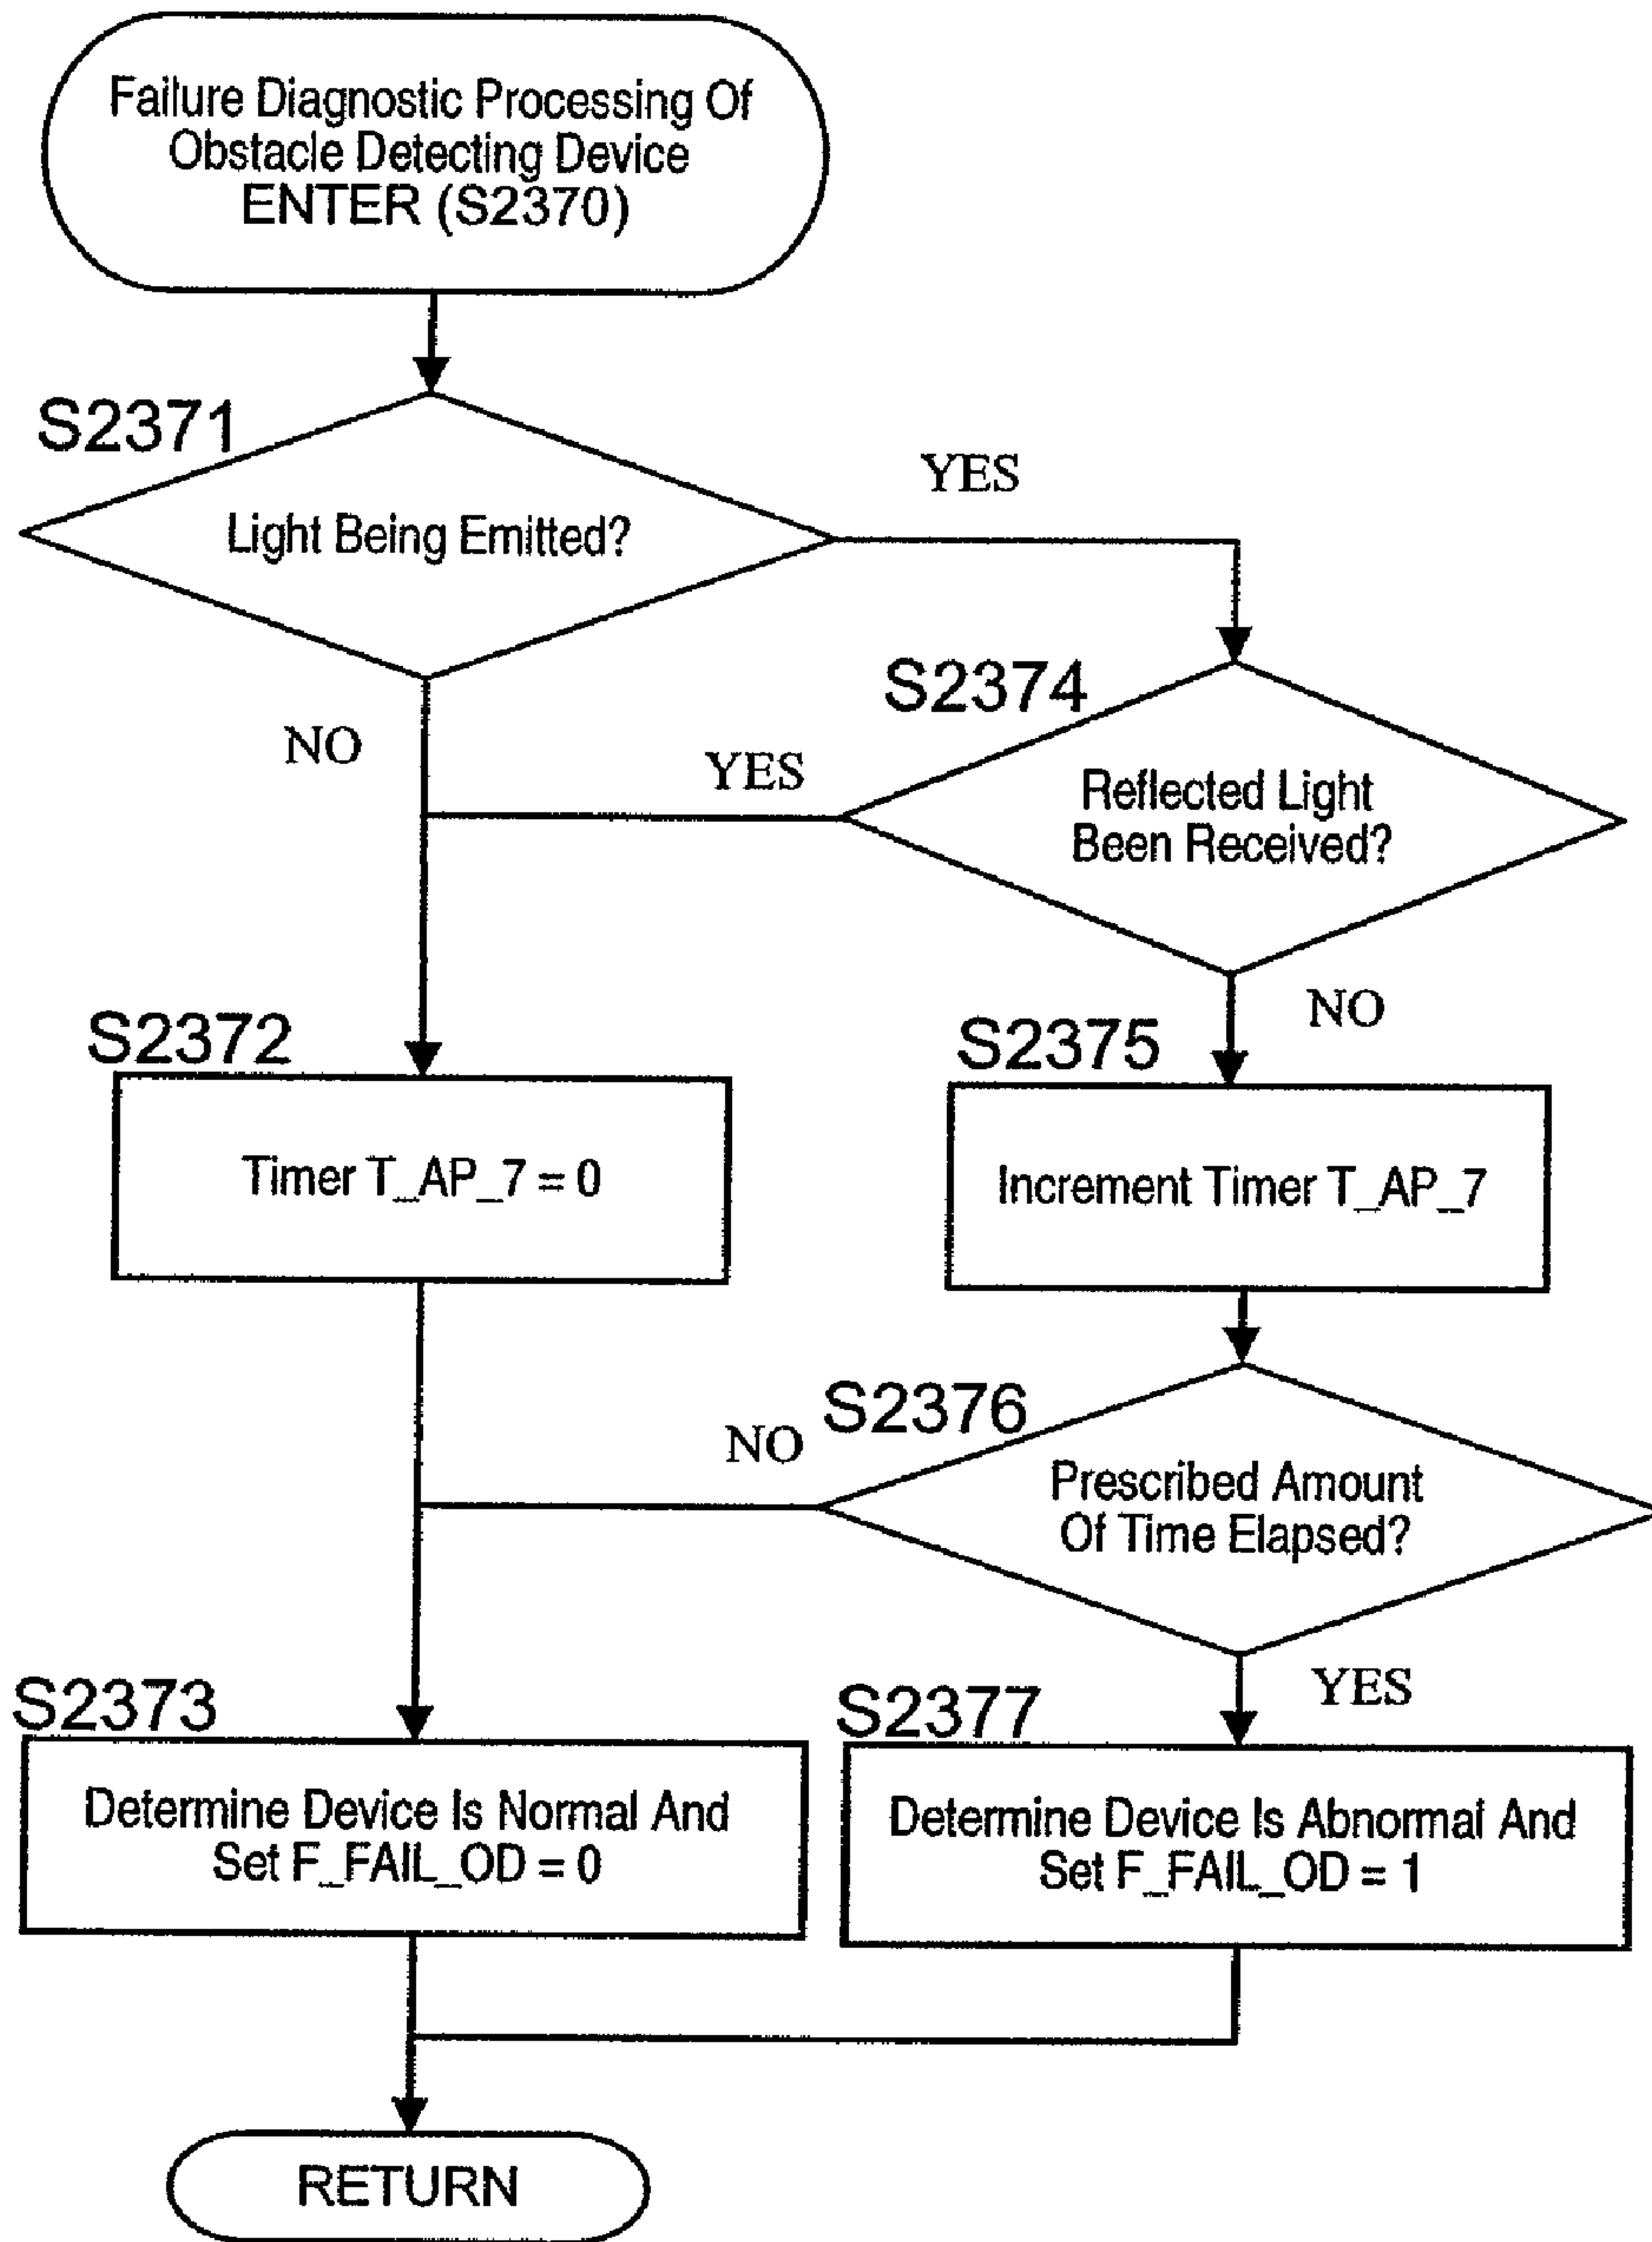 Failure Diagnostic Processing Of
Obstacle Detecting Device
ENTER (S2370)
S2371
YES
Light Being Emitted?
S2374
NO
YES
Reflected Light
Been Received?
NO
S2372
S2375
Timer T_AP_7 = 0
Increment Timer T_AP_7
S2376
NO
Prescribed Amount
Of Time Elapsed?
YES
S2373
S2377
Determine Device Is Normal And
Set F_FAIL_OD = 0
Determine Device Is Abnormal And
Set F_FAIL_OD = 1
RETURN